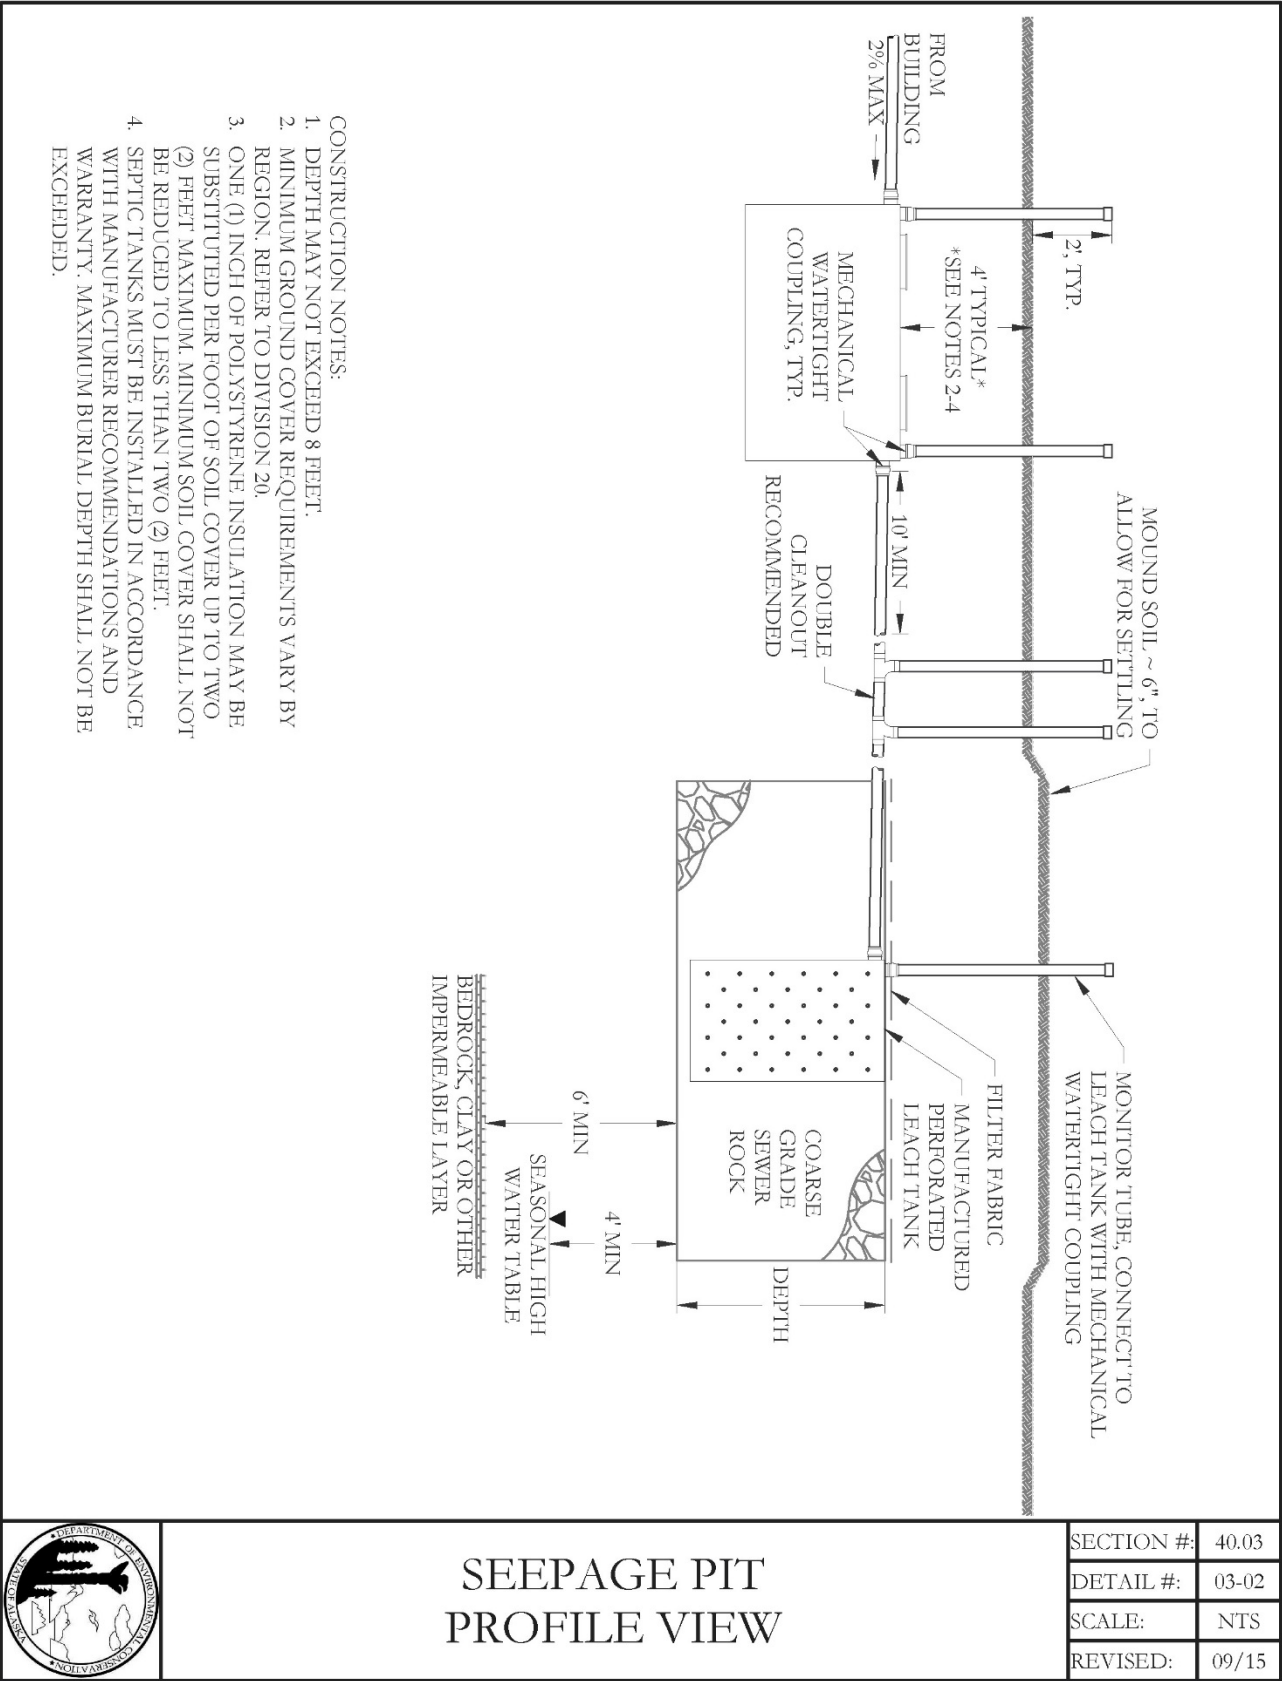 FROM
BUILDING
2% MAX
2', TYP.
4' TYPICAL*
*SEE NOTES 2-4
MECHANICAL
WATERTIGHT
COUPLING, TYP.
10' MIN
DOUBLE
CLEANOUT
RECOMMENDED
MOUND SOIL ~ 6", TO
ALLOW FOR SETTLING
MONITOR TUBE, CONNECT TO
LEACH TANK WITH MECHANICAL
WATERTIGHT COUPLING
FILTER FABRIC
MANUFACTURED
PERFORATED
LEACH TANK
COARSE
GRADE
SEWER
ROCK
DEPTH
6' MIN
4' MIN
SEASONAL HIGH
WATER TABLE
BEDROCK, CLAY OR OTHER
IMPERMEABLE LAYER
CONSTRUCTION NOTES:
1. DEPTH MAY NOT EXCEED 8 FEET.
2. MINIMUM GROUND COVER REQUIREMENTS VARY BY
REGION. REFER TO DIVISION 20.
3. ONE (1) INCH OF POLYSTYRENE INSULATION MAY BE
SUBSTITUTED PER FOOT OF SOIL COVER UP TO TWO
(2) FEET MAXIMUM. MINIMUM SOIL COVER SHALL NOT
BE REDUCED TO LESS THAN TWO (2) FEET.
4. SEPTIC TANKS MUST BE INSTALLED IN ACCORDANCE
WITH MANUFACTURER RECOMMENDATIONS AND
WARRANTY. MAXIMUM BURIAL DEPTH SHALL NOT BE
EXCEEDED.
DEPARTMENT OF ENVIRONMENTAL CONSERVATION
STATE OF ALASKA
SEEPAGE PIT
PROFILE VIEW
SECTION #: 40.03
DETAIL #: 03-02
SCALE: NTS
REVISED: 09/15